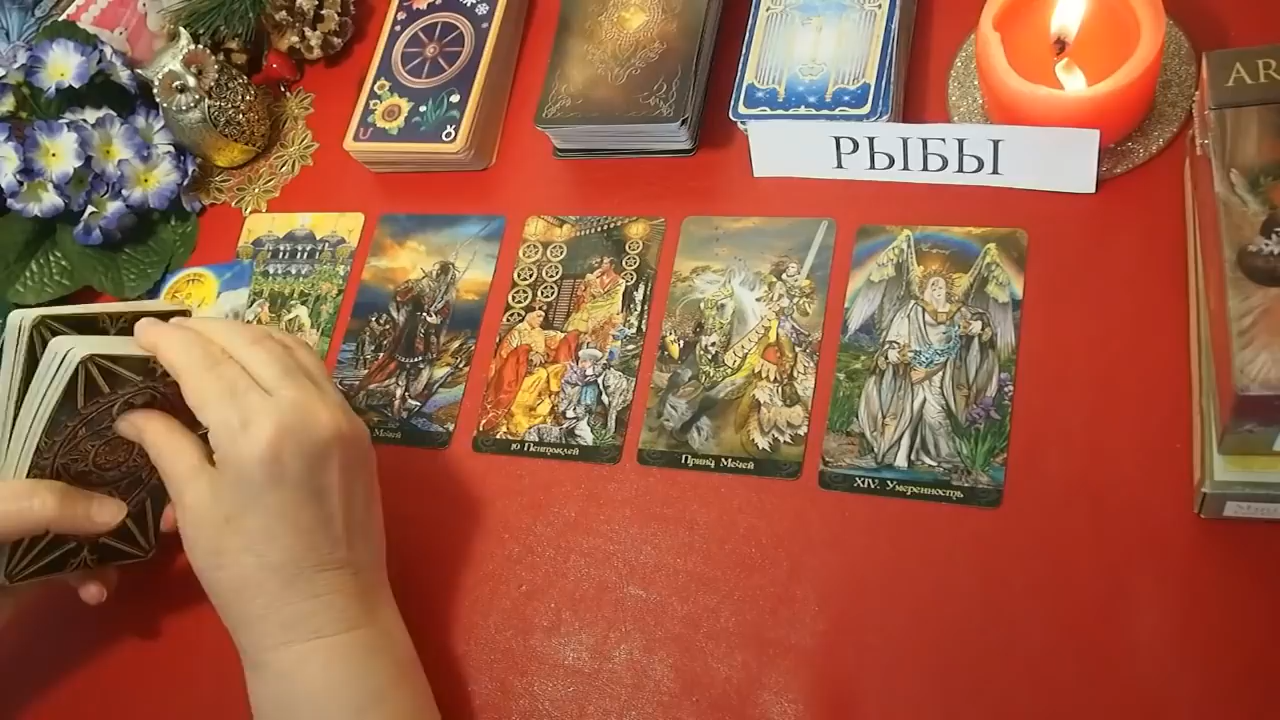 AR
РЫБЫ
Мечей
10 Пентаклей
Принц Мечей
XIV. Умеренность